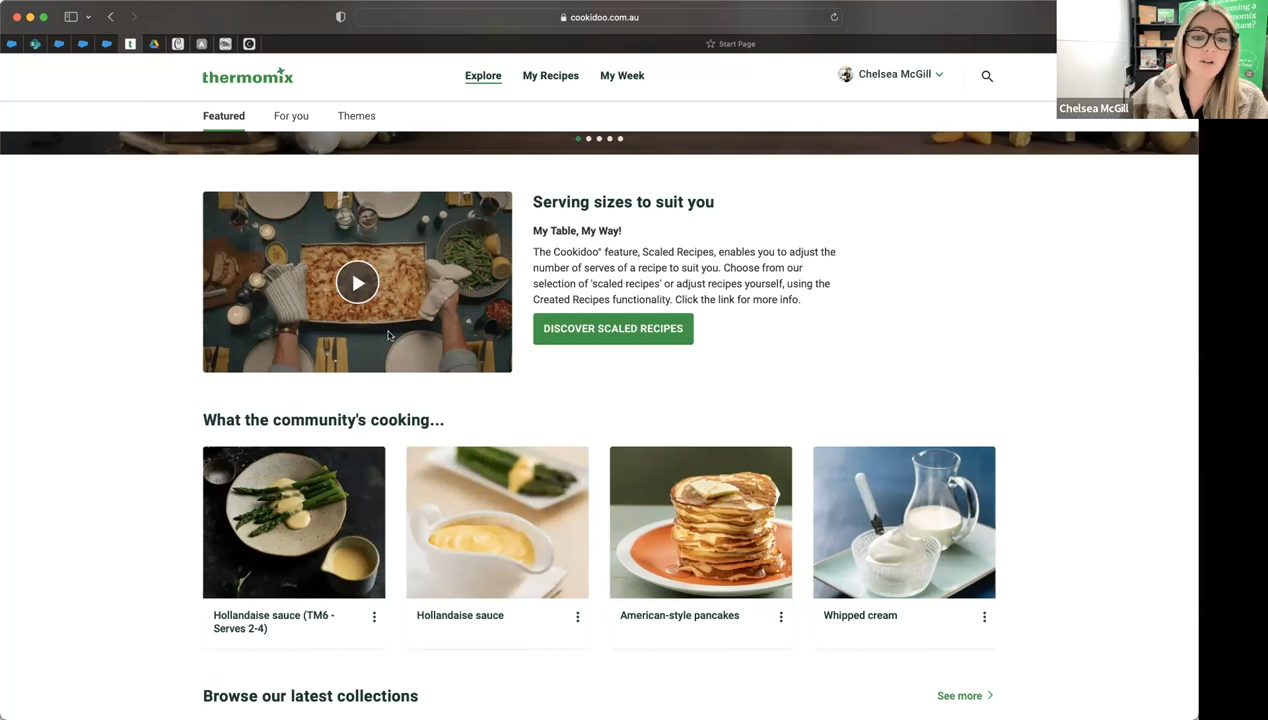 cookidoo.com.au
Start Page
thermomix
Explore
My Recipes
My Week
Chelsea McGill
Chelsea McGill
Featured
For you
Themes
Serving sizes to suit you
My Table, My Way!
The Cookidoo® feature, Scaled Recipes, enables you to adjust the
number of serves of a recipe to suit you. Choose from our
selection of 'scaled recipes' or adjust recipes yourself, using the
Created Recipes functionality. Click the link for more info.
DISCOVER SCALED RECIPES
What the community's cooking...
Hollandaise sauce (TM6 -
Serves 2-4)
Hollandaise sauce
American-style pancakes
Whipped cream
Browse our latest collections
See more